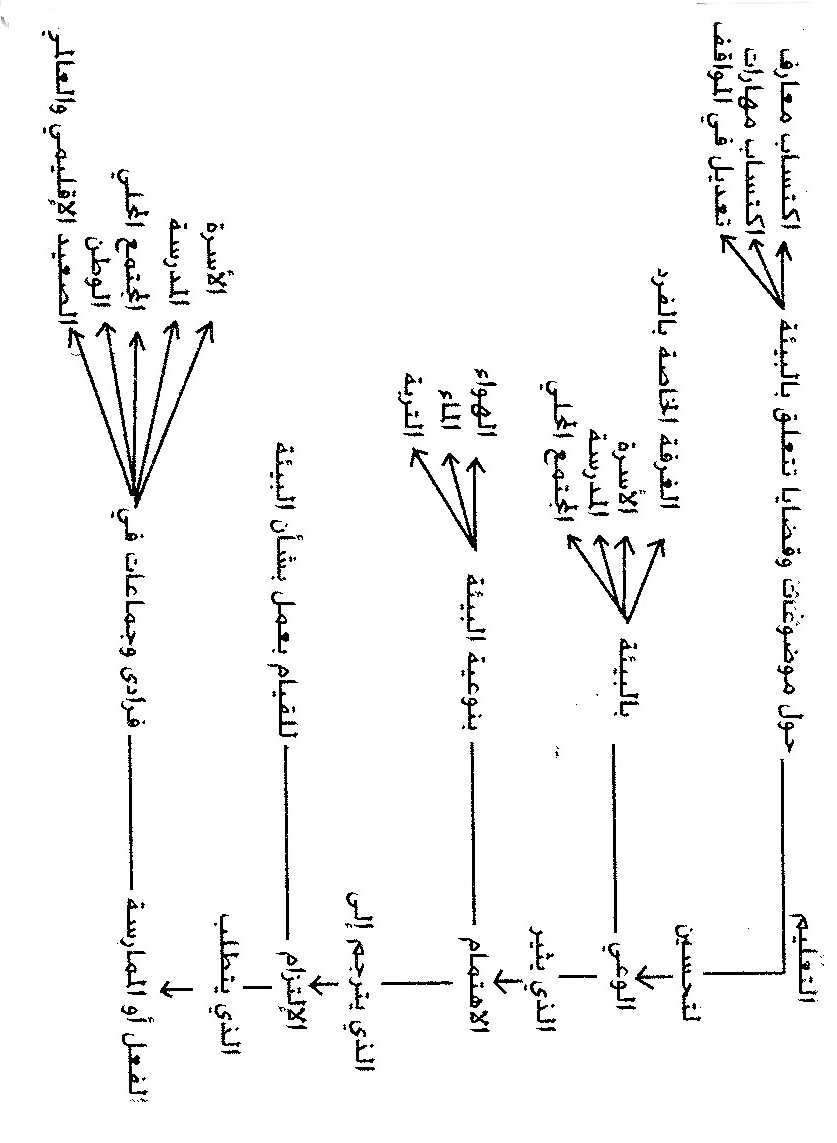 التعليم
حول موضوعات وقضايا تتعلق بالبيئة
اكتساب معارف
اكتساب مهارات
تعديل في المواقف
لتحسين
الوعي
بالبيئة
الغرفة الخاصة بالفرد
الأسرة
المدرسة
المجتمع المحلي
الذي يثير
الاهتمام
بنوعية البيئة
الهواء
الماء
التربة
الذي يترجم إلى
الإلتزام
للقيام بعمل بشأن البيئة
الذي يتطلب
الفعل أو الممارسة
فرادى وجماعات في
الأسرة
المدرسة
المجتمع المحلي
الوطن
الصعيد الإقليمي والعالمي